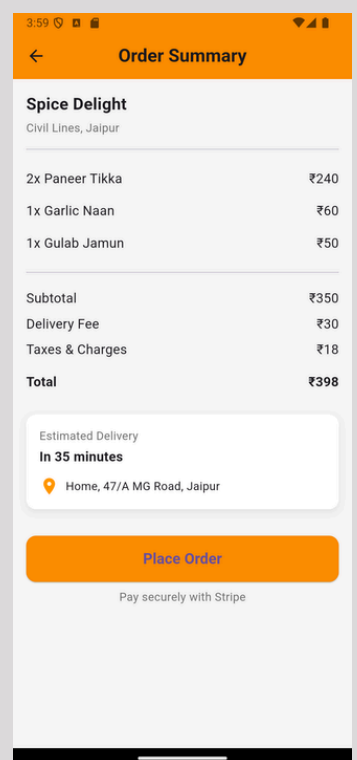 3:59
Order Summary
Spice Delight
Civil Lines, Jaipur
2x Paneer Tikka ₹240
1x Garlic Naan ₹60
1x Gulab Jamun ₹50
Subtotal ₹350
Delivery Fee ₹30
Taxes & Charges ₹18
Total ₹398
Estimated Delivery
In 35 minutes
Home, 47/A MG Road, Jaipur
Place Order
Pay securely with Stripe